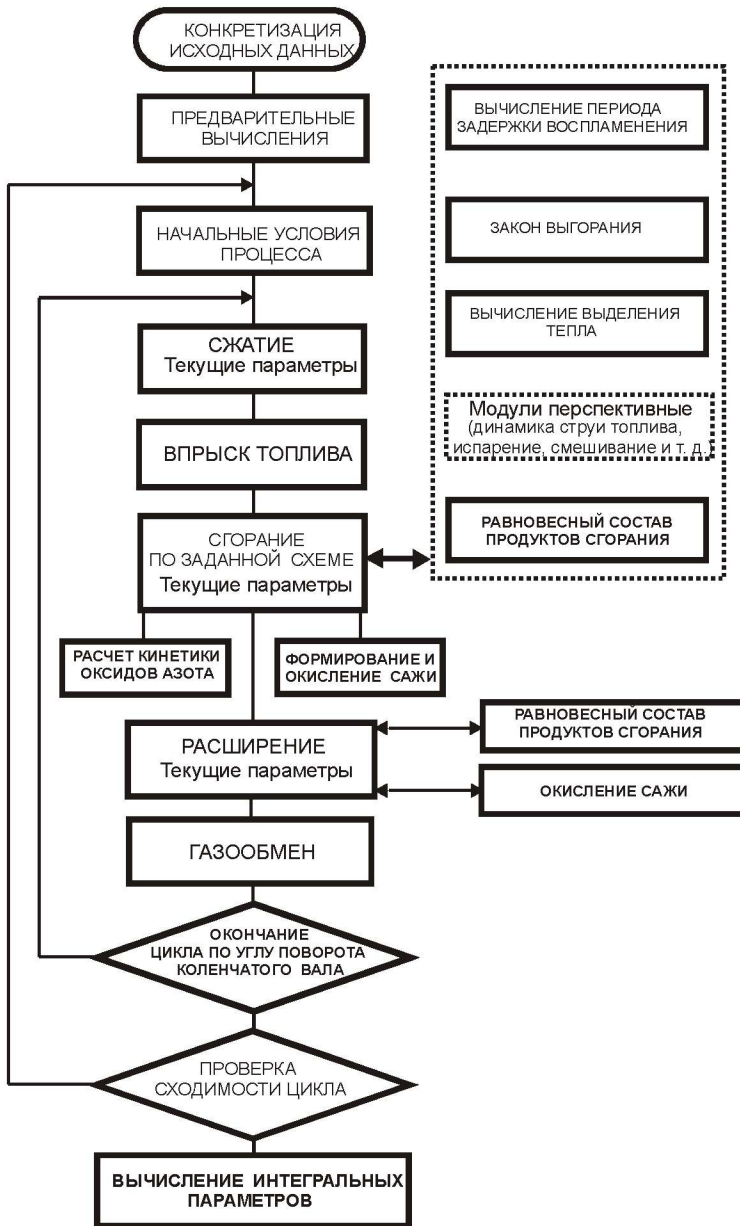 КОНКРЕТИЗАЦИЯ
ИСХОДНЫХ ДАННЫХ
ПРЕДВАРИТЕЛЬНЫЕ
ВЫЧИСЛЕНИЯ
НАЧАЛЬНЫЕ УСЛОВИЯ
ПРОЦЕССА
СЖАТИЕ
Текущие параметры
ВПРЫСК ТОПЛИВА
СГОРАНИЕ
ПО ЗАДАННОЙ СХЕМЕ
Текущие параметры
ВЫЧИСЛЕНИЕ ПЕРИОДА
ЗАДЕРЖКИ ВОСПЛАМЕНЕНИЯ
ЗАКОН ВЫГОРАНИЯ
ВЫЧИСЛЕНИЕ ВЫДЕЛЕНИЯ
ТЕПЛА
Модули перспективные
(динамика струи топлива,
испарение, смешивание и т. д.)
РАВНОВЕСНЫЙ СОСТАВ
ПРОДУКТОВ СГОРАНИЯ
РАСЧЕТ КИНЕТИКИ
ОКСИДОВ АЗОТА
ФОРМИРОВАНИЕ И
ОКИСЛЕНИЕ САЖИ
РАСШИРЕНИЕ
Текущие параметры
РАВНОВЕСНЫЙ СОСТАВ
ПРОДУКТОВ СГОРАНИЯ
ОКИСЛЕНИЕ САЖИ
ГАЗООБМЕН
ОКОНЧАНИЕ
ЦИКЛА ПО УГЛУ ПОВОРОТА
КОЛЕНЧАТОГО ВАЛА
ПРОВЕРКА
СХОДИМОСТИ ЦИКЛА
ВЫЧИСЛЕНИЕ ИНТЕГРАЛЬНЫХ
ПАРАМЕТРОВ